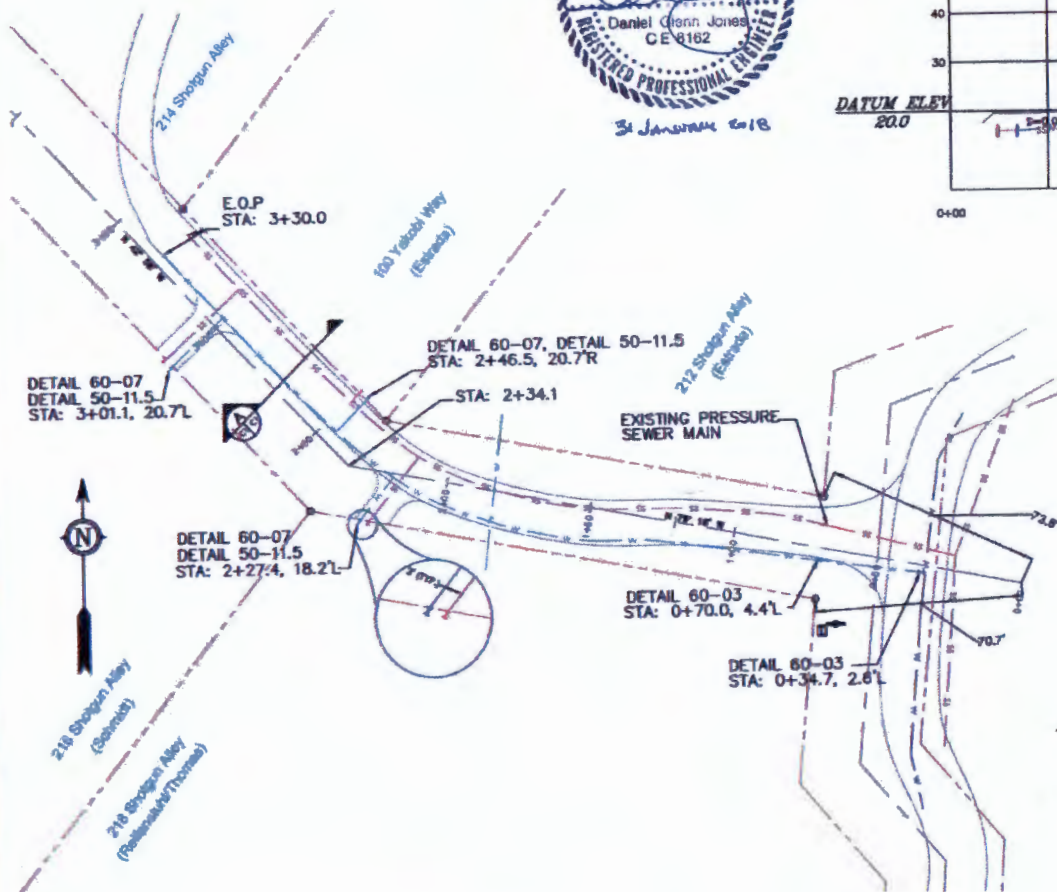 Daniel Glenn Jones
CE 8162
REGISTERED PROFESSIONAL ENGINEER
31 JANUARY 2018
40
30
DATUM ELEV
20.0
0+00
214 Shotgun Alley
E.O.P
STA: 3+30.0
100 Yakobi Way
(Estrada)
212 Shotgun Alley
(Estrada)
DETAIL 60-07, DETAIL 50-11.5
STA: 2+46.5, 20.7'R
STA: 2+34.1
DETAIL 60-07
DETAIL 50-11.5
STA: 3+01.1, 20.7'L
EXISTING PRESSURE
SEWER MAIN
N
DETAIL 60-07
DETAIL 50-11.5
STA: 2+27.4, 18.2'L
DETAIL 60-03
STA: 0+70.0, 4.4'L
DETAIL 60-03
STA: 0+34.7, 2.6'L
70.7'
218 Shotgun Alley
(Schmidt)
216 Shotgun Alley